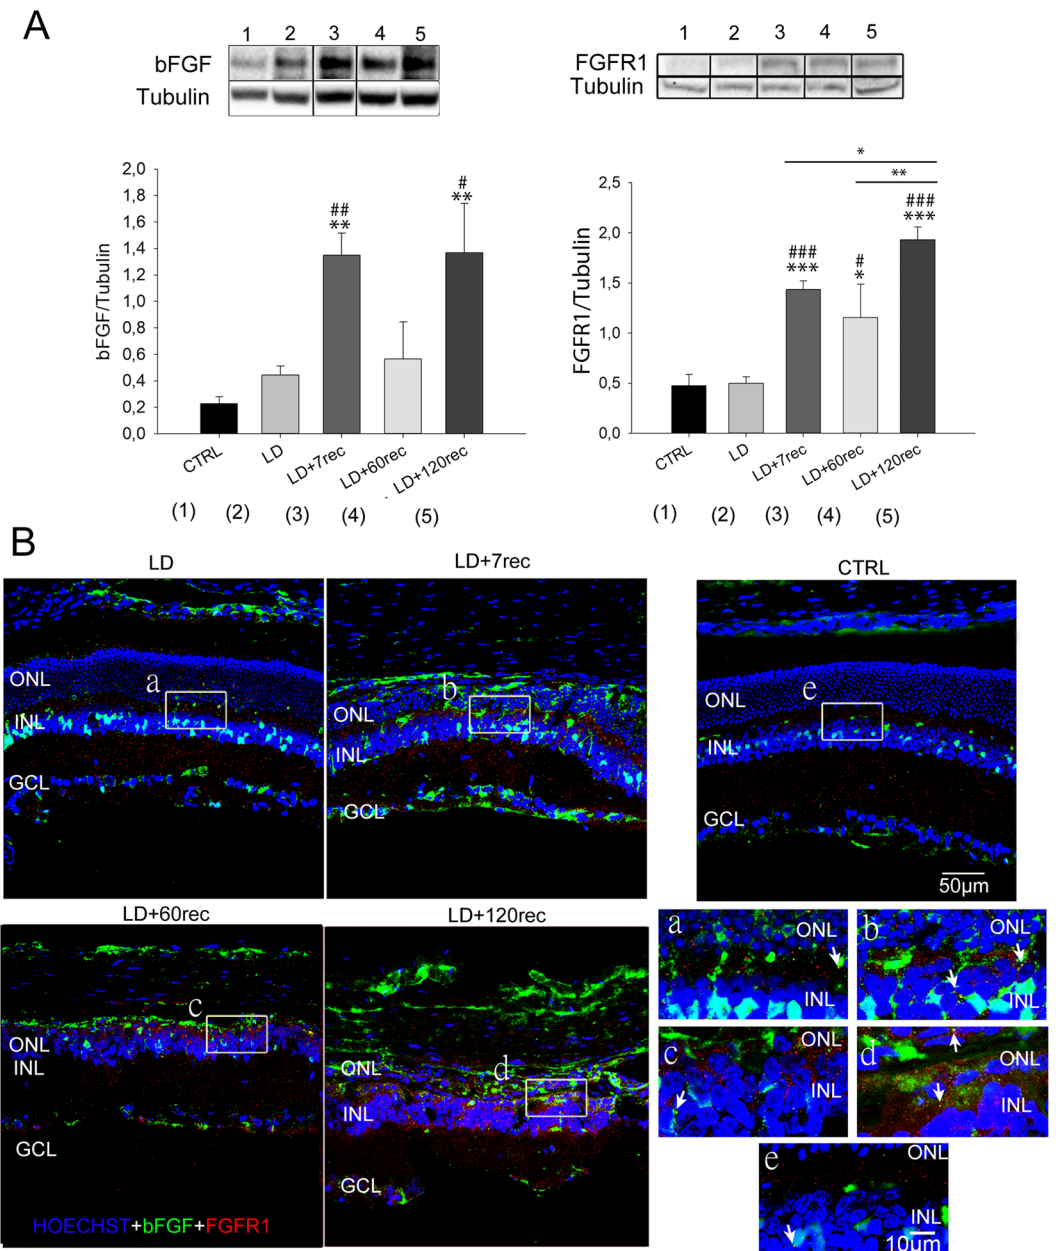 A
1 2 3 4 5
bFGF
Tubulin
1 2 3 4 5
FGFR1
Tubulin
bFGF/Tubulin
2,0
1,8
1,6
1,4
1,2
1,0
0,8
0,6
0,4
0,2
0,0
##
**
#
**
CTRL
LD
LD+7rec
LD+60rec
LD+120rec
(1) (2) (3) (4) (5)
FGFR1/Tubulin
2,5
2,0
1,5
1,0
0,5
0,0
*
**
###
***
#
*
###
***
CTRL
LD
LD+7rec
LD+60rec
LD+120rec
(1) (2) (3) (4) (5)
B
LD
ONL
a
INL
GCL
LD+7rec
b
ONL
INL
GCL
CTRL
e
ONL
INL
GCL
50µm
LD+60rec
c
ONL
INL
GCL
HOECHST+bFGF+FGFR1
LD+120rec
ONL
d
INL
GCL
a
ONL
INL
b
ONL
INL
c
ONL
INL
d
ONL
INL
e
ONL
INL
10µm